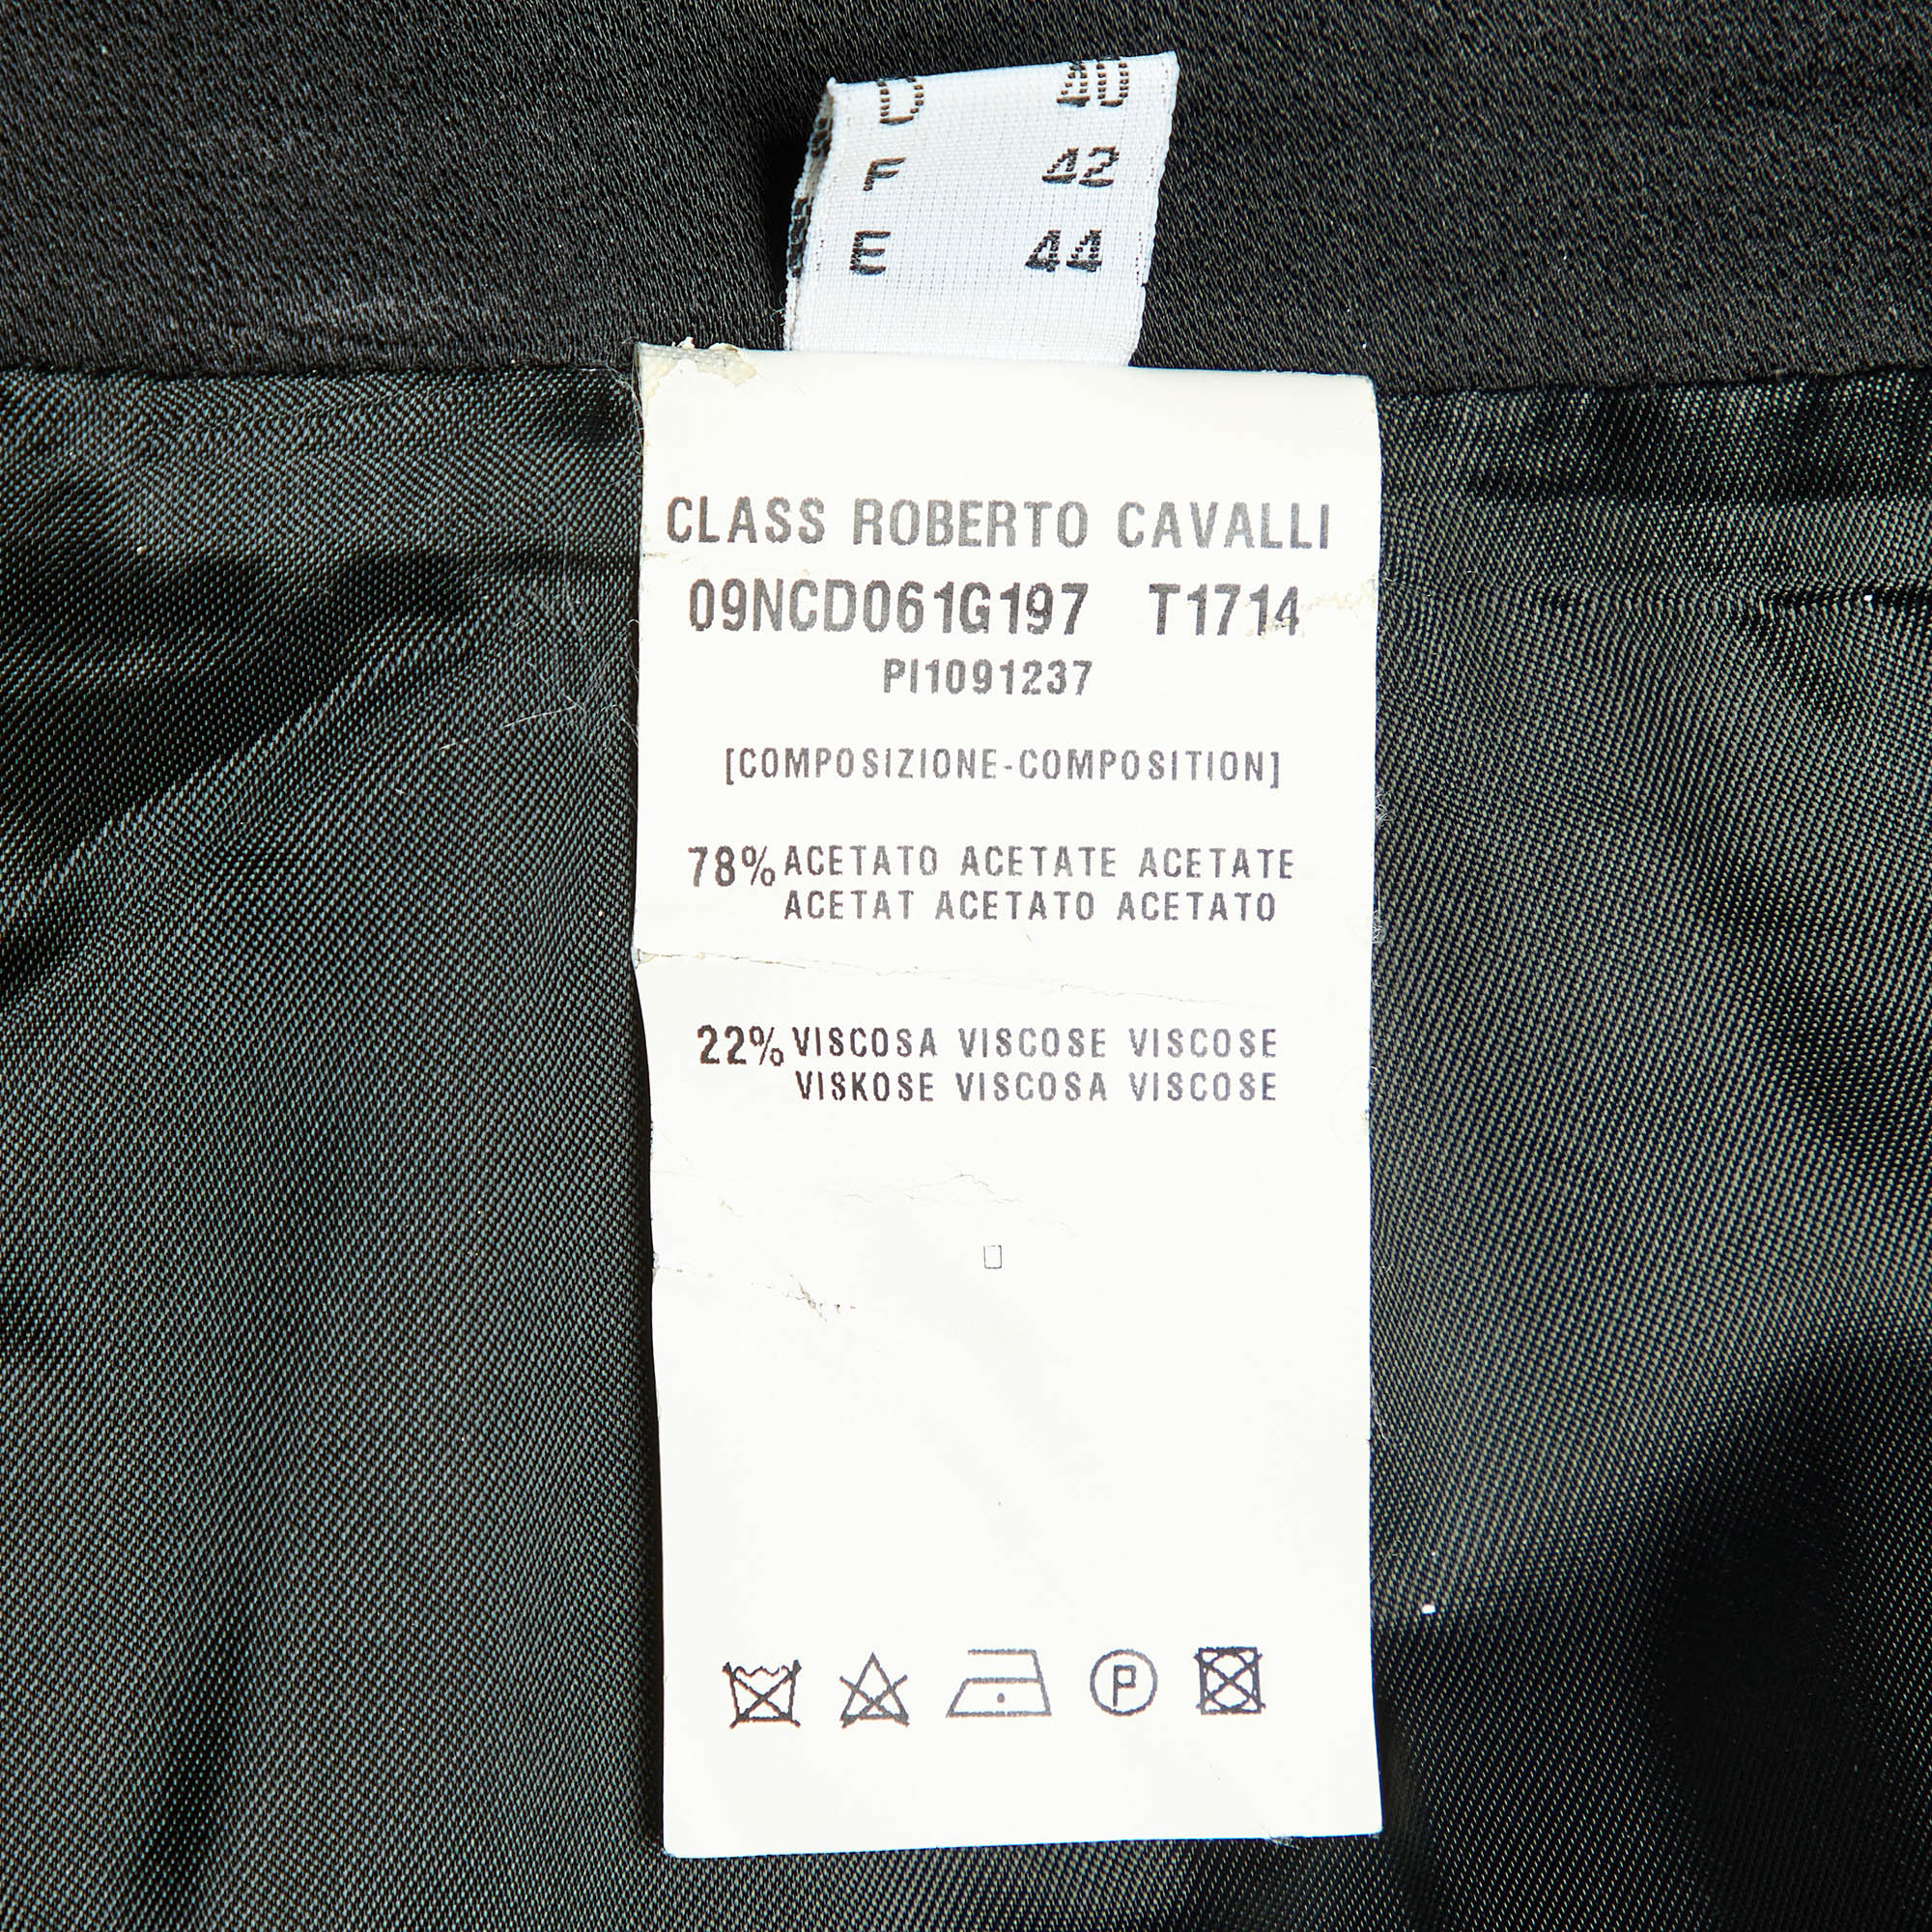 D 40
F 42
E 44
CLASS ROBERTO CAVALLI
09NCD061G197 T1714
PI1091237
[COMPOSIZIONE-COMPOSITION]
78% ACETATO ACETATE ACETATE
ACETAT ACETATO ACETATO
22% VISCOSA VISCOSE VISCOSE
VISKOSE VISCOSA VISCOSE
P